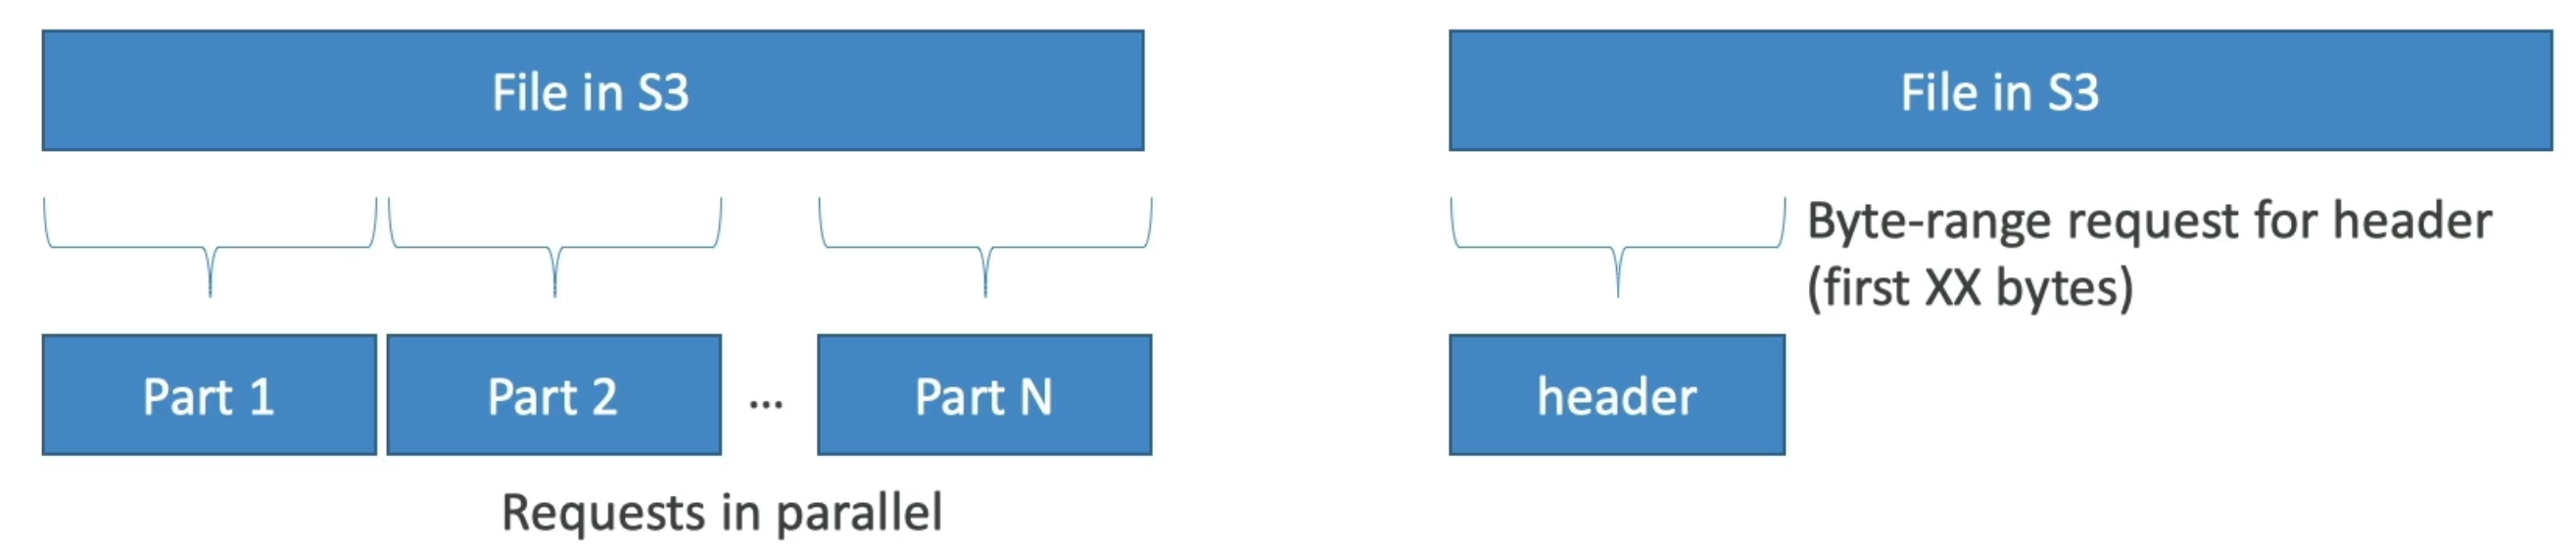 File in S3
Part 1
Part 2
...
Part N
Requests in parallel
File in S3
Byte-range request for header
(first XX bytes)
header